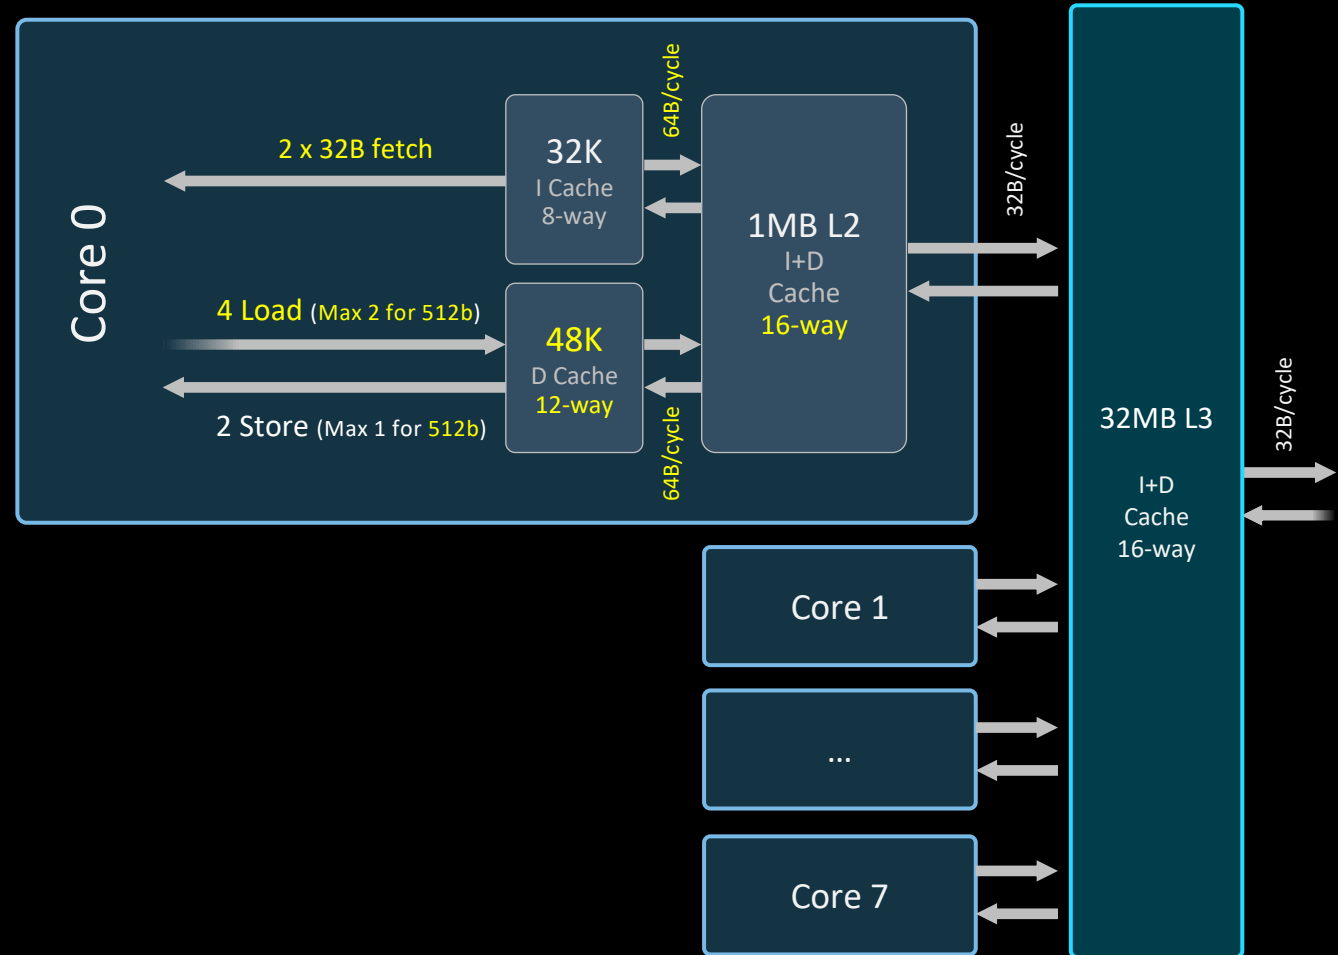 Core 0
2 x 32B fetch
32K
I Cache
8-way
64B/cycle
4 Load (Max 2 for 512b)
48K
D Cache
12-way
2 Store (Max 1 for 512b)
64B/cycle
1MB L2
I+D
Cache
16-way
32B/cycle
Core 1
...
Core 7
32MB L3
I+D
Cache
16-way
32B/cycle